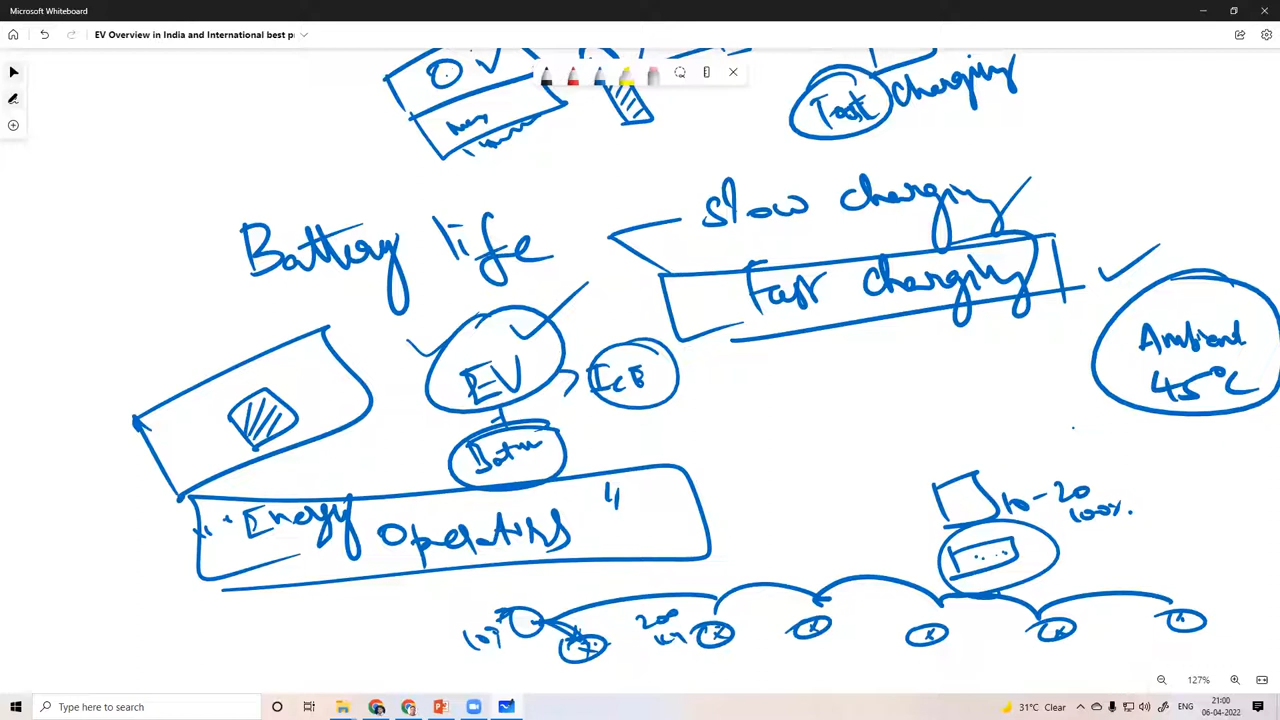 Microsoft Whiteboard
EV Overview in India and International best p
charging
Slow charging
Battery life
Fast charging
Ambient
45°C
EV
ICE
"Energy Operators"
10-20
100%.
200
km
Type here to search
127%
31°C Clear
ENG
21:00
06-04-2022